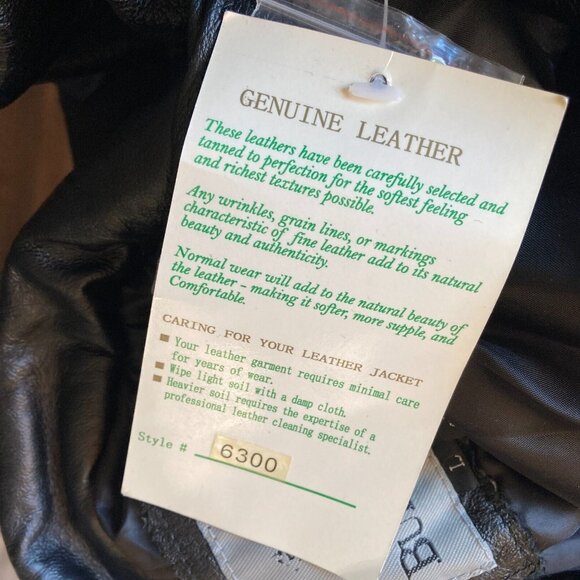 GENUINE LEATHER
These leathers have been carefully selected and
tanned to perfection for the softest feeling
and richest textures possible.
Any wrinkles, grain lines, or markings
characteristic of fine leather add to its natural
beauty and authenticity.
Normal wear will add to the natural beauty of
the leather - making it softer, more supple, and
Comfortable.
CARING FOR YOUR LEATHER JACKET
■ Your leather garment requires minimal care
for years of wear.
■ Wipe light soil with a damp cloth.
■ Heavier soil requires the expertise of a
professional leather cleaning specialist.
Style # 6300
L